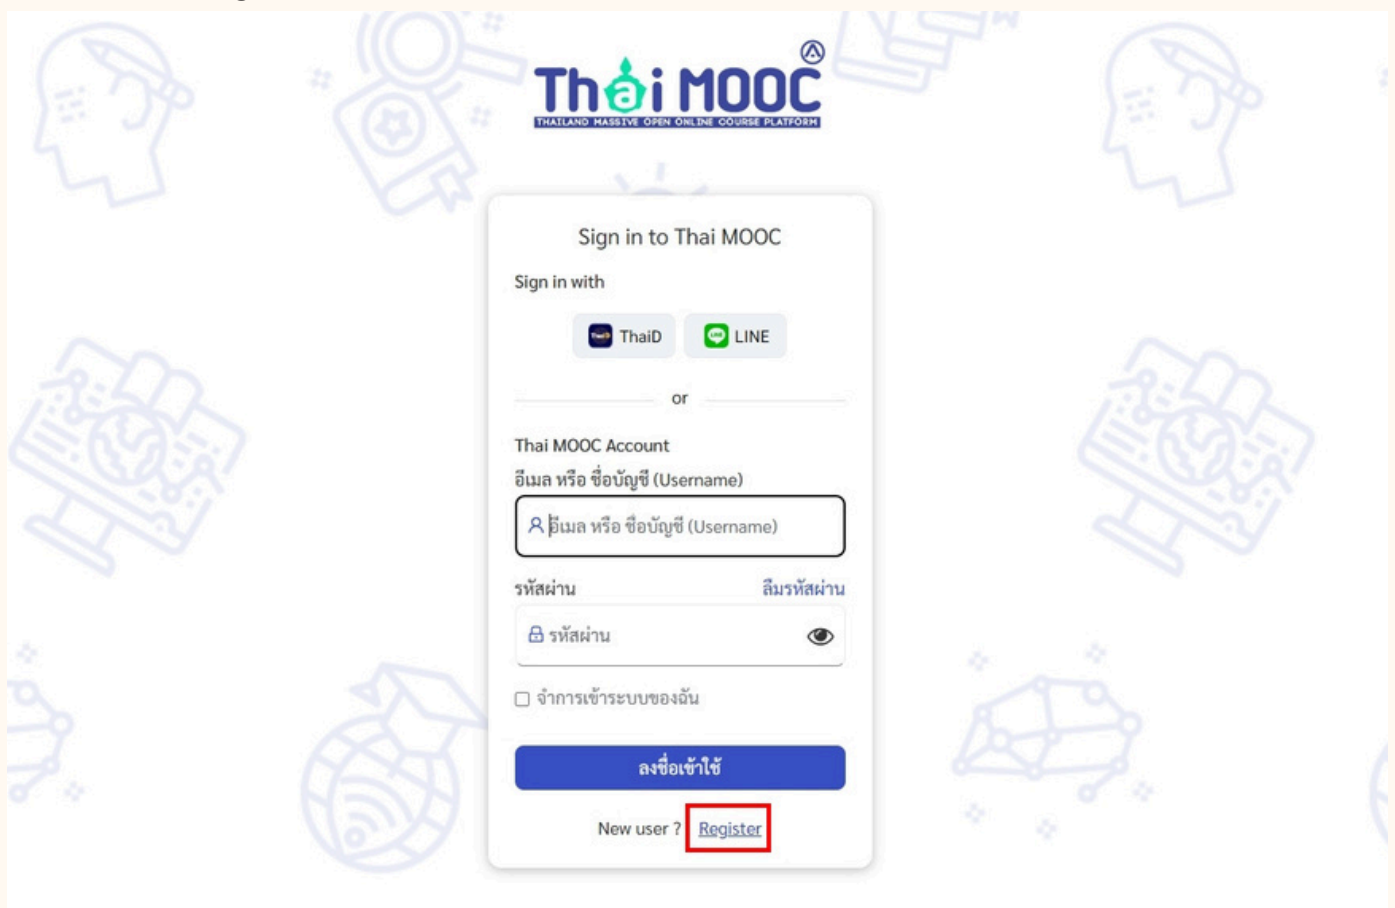 Thai MOOC
THAILAND MASSIVE OPEN ONLINE COURSE PLATFORM
Sign in to Thai MOOC
Sign in with
ThaiD LINE
or
Thai MOOC Account
อีเมล หรือ ชื่อบัญชี (Username)
อีเมล หรือ ชื่อบัญชี (Username)
รหัสผ่าน ลืมรหัสผ่าน
รหัสผ่าน
จำการเข้าระบบของฉัน
ลงชื่อเข้าใช้
New user ? Register